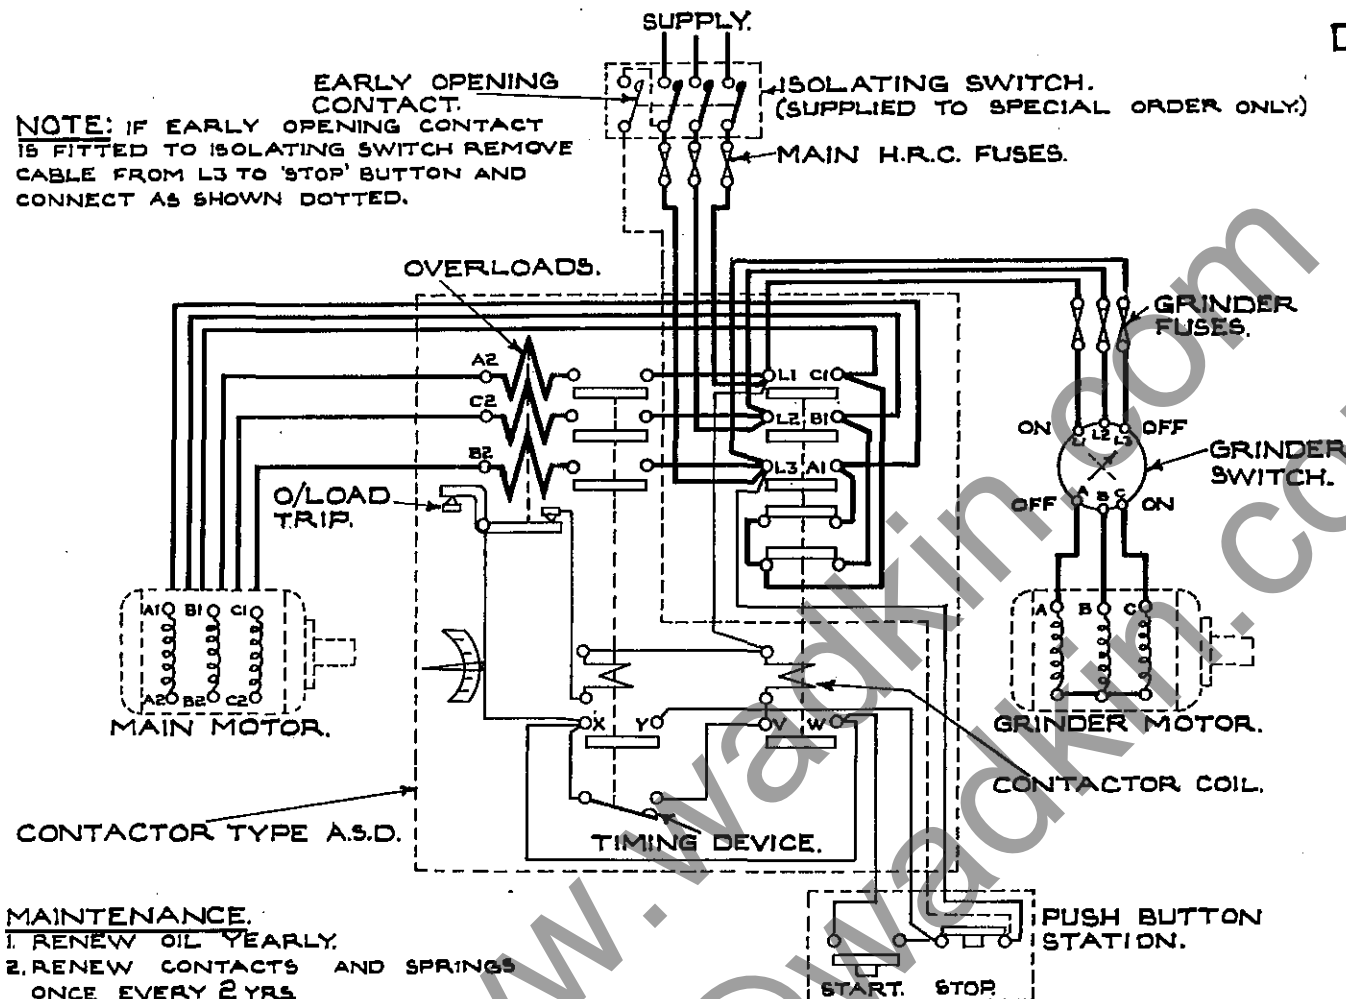 SUPPLY.
EARLY OPENING
CONTACT.
ISOLATING SWITCH.
(SUPPLIED TO SPECIAL ORDER ONLY.)
NOTE: IF EARLY OPENING CONTACT
IS FITTED TO ISOLATING SWITCH REMOVE
CABLE FROM L3 TO 'STOP' BUTTON AND
CONNECT AS SHOWN DOTTED.
MAIN H.R.C. FUSES.
OVERLOADS.
GRINDER
FUSES.
A2
L1 C1
C2
L2 B1
B2
L3 A1
ON L1 L2 L3 OFF
GRINDER
SWITCH.
OFF A B C ON
O/LOAD
TRIP.
A1 B1 C1
A2 B2 C2
MAIN MOTOR.
A B C
GRINDER MOTOR.
X Y V W
CONTACTOR COIL.
CONTACTOR TYPE A.S.D.
TIMING DEVICE.
MAINTENANCE.
1. RENEW OIL YEARLY.
2. RENEW CONTACTS AND SPRINGS
ONCE EVERY 2 YRS
PUSH BUTTON
STATION.
START. STOP
www.wadkin.com
@wadkin.co